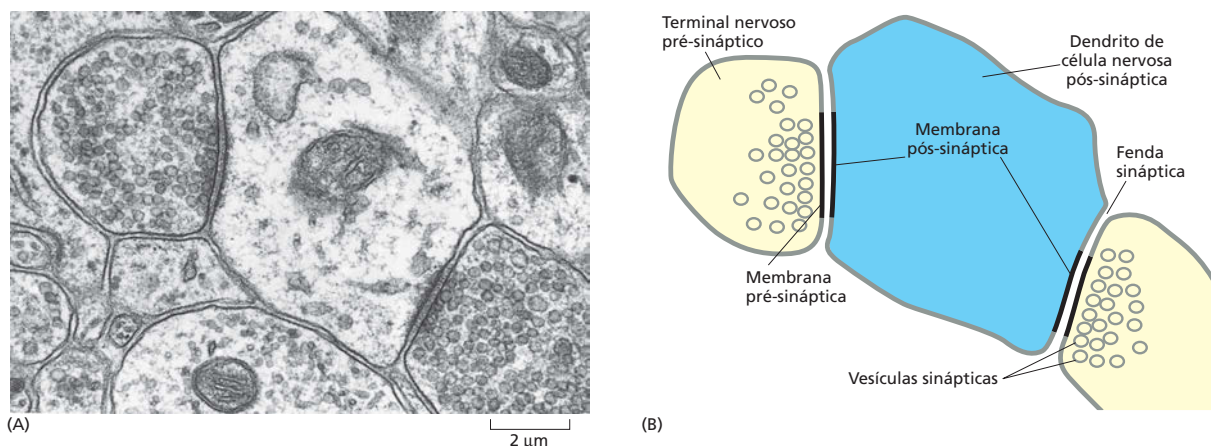 (A)
2 µm
Terminal nervoso
pré-sináptico
Dendrito de
célula nervosa
pós-sináptica
Membrana
pós-sináptica
Fenda
sináptica
Membrana
pré-sináptica
Vesículas sinápticas
(B)